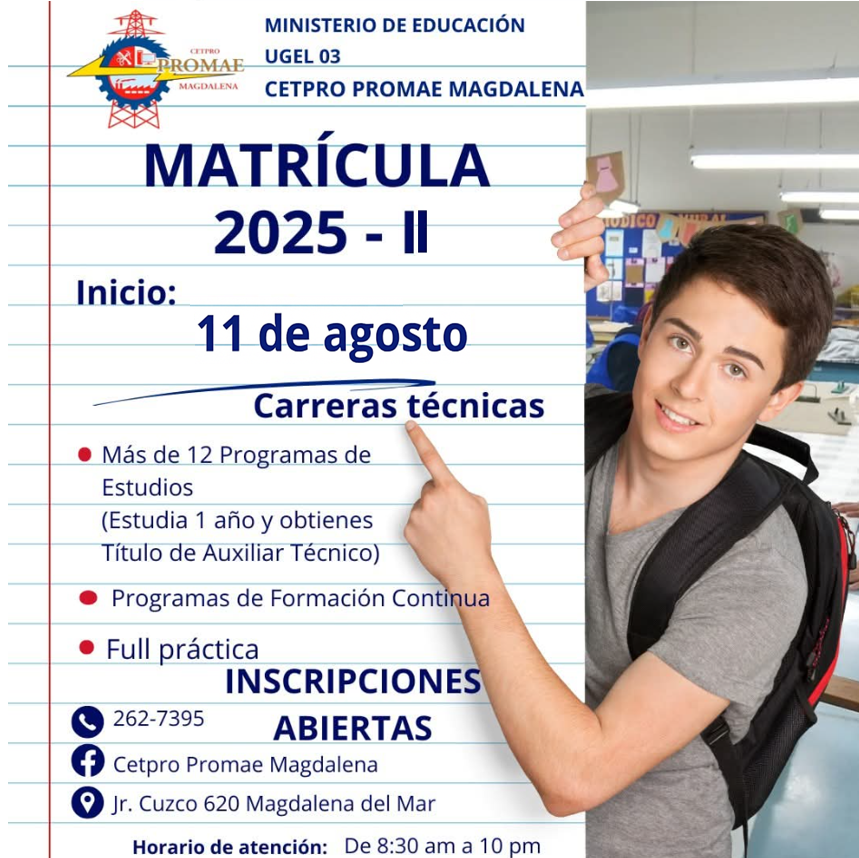 CETPRO
PROMAE
MAGDALENA
MINISTERIO DE EDUCACIÓN
UGEL 03
CETPRO PROMAE MAGDALENA
MATRÍCULA
2025 - II
Inicio:
11 de agosto
Carreras técnicas
Más de 12 Programas de
Estudios
(Estudia 1 año y obtienes
Título de Auxiliar Técnico)
Programas de Formación Continua
Full práctica
INSCRIPCIONES
ABIERTAS
262-7395
Cetpro Promae Magdalena
Jr. Cuzco 620 Magdalena del Mar
Horario de atención: De 8:30 am a 10 pm
MURAL